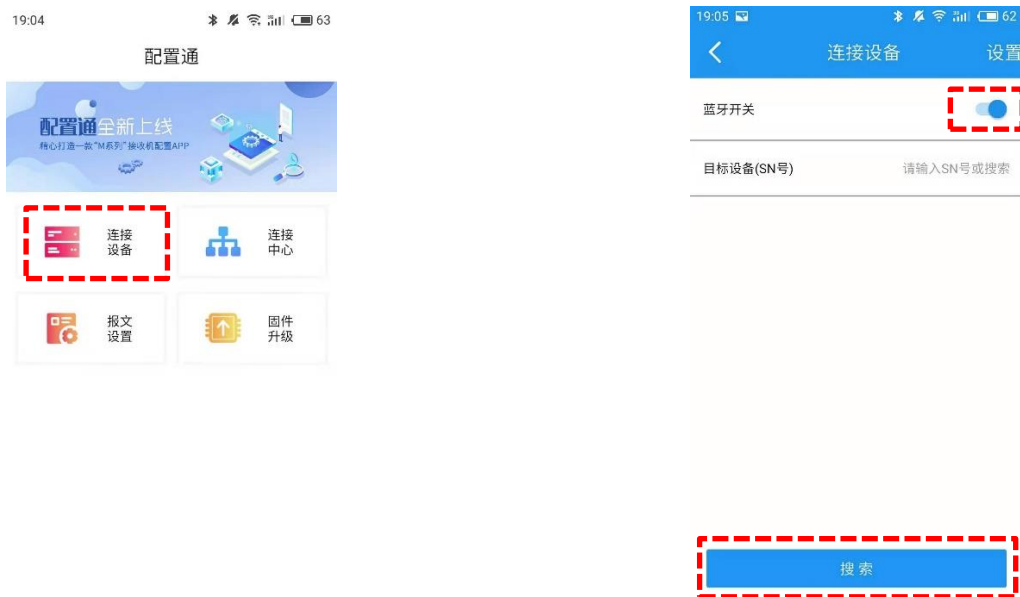 19:04
63
配置通
配置通全新上线
精心打造一款"M系列"接收机配置APP
连接
设备
连接
中心
报文
设置
固件
升级
19:05
62
连接设备
设置
蓝牙开关
目标设备(SN号)
请输入SN号或搜索
搜索